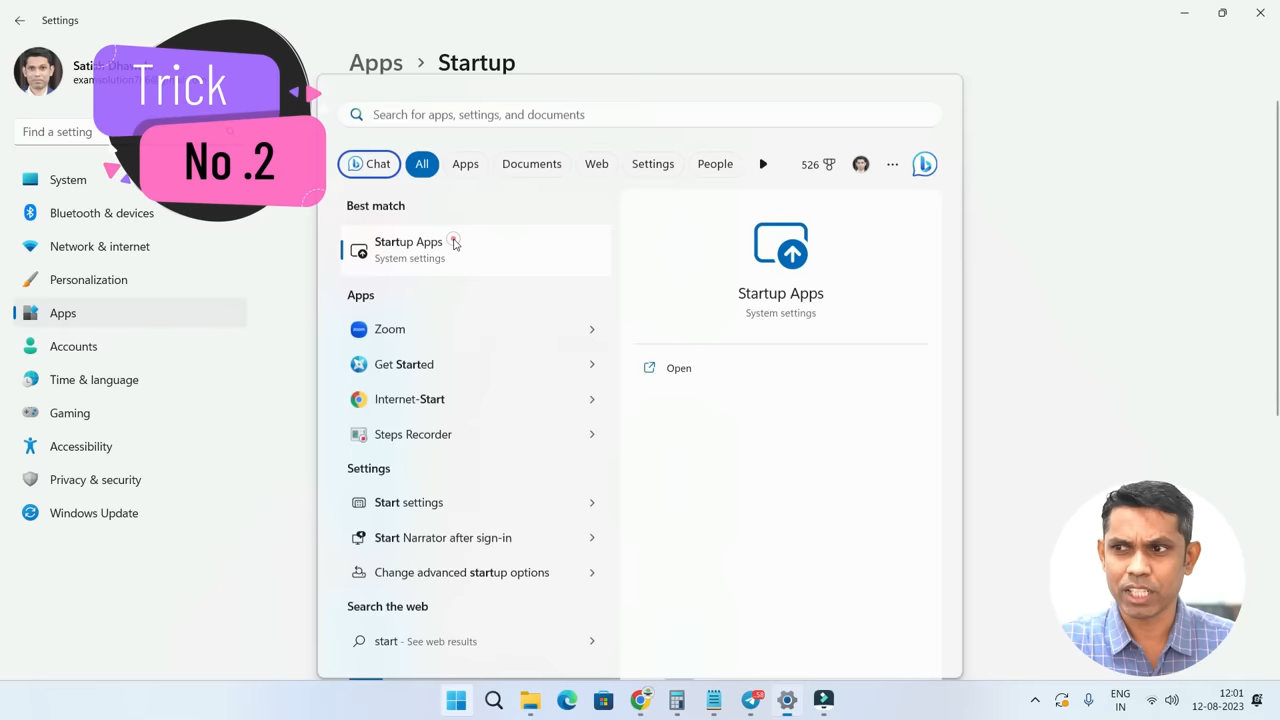 Settings
Apps > Startup
Trick
No .2
Search for apps, settings, and documents
Find a setting
Chat
All
Apps
Documents
Web
Settings
People
526
System
Bluetooth & devices
Network & internet
Personalization
Apps
Accounts
Time & language
Gaming
Accessibility
Privacy & security
Windows Update
Best match
Startup Apps
System settings
Apps
Zoom
Get Started
Internet-Start
Steps Recorder
Settings
Start settings
Start Narrator after sign-in
Change advanced startup options
Search the web
start - See web results
Startup Apps
System settings
Open
58
ENG
IN
12:01
12-08-2023